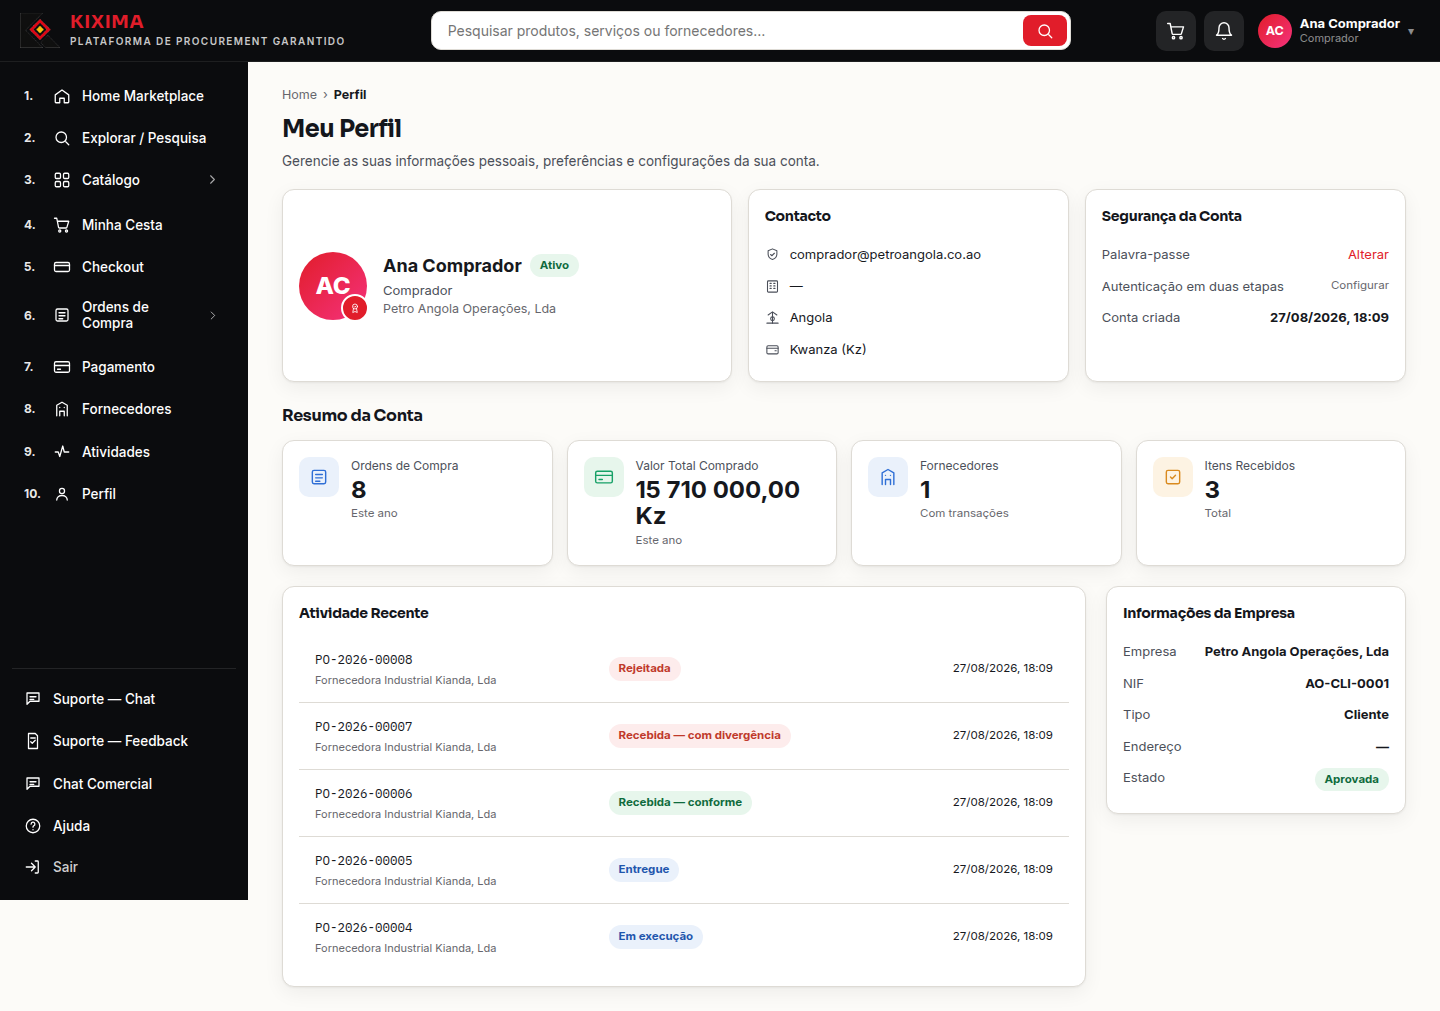 KIXIMA
PLATAFORMA DE PROCUREMENT GARANTIDO
Pesquisar produtos, serviços ou fornecedores...
AC
Ana Comprador
Comprador
1. Home Marketplace
2. Explorar / Pesquisa
3. Catálogo
4. Minha Cesta
5. Checkout
6. Ordens de
Compra
7. Pagamento
8. Fornecedores
9. Atividades
10. Perfil
Suporte — Chat
Suporte — Feedback
Chat Comercial
Ajuda
Sair
Home › Perfil
Meu Perfil
Gerencie as suas informações pessoais, preferências e configurações da sua conta.
AC
Ana Comprador Ativo
Comprador
Petro Angola Operações, Lda
Contacto
comprador@petroangola.co.ao
—
Angola
Kwanza (Kz)
Segurança da Conta
Palavra-passe Alterar
Autenticação em duas etapas Configurar
Conta criada 27/08/2026, 18:09
Resumo da Conta
Ordens de Compra
8
Este ano
Valor Total Comprado
15 710 000,00
Kz
Este ano
Fornecedores
1
Com transações
Itens Recebidos
3
Total
Atividade Recente
PO-2026-00008 Rejeitada 27/08/2026, 18:09
Fornecedora Industrial Kianda, Lda
PO-2026-00007 Recebida — com divergência 27/08/2026, 18:09
Fornecedora Industrial Kianda, Lda
PO-2026-00006 Recebida — conforme 27/08/2026, 18:09
Fornecedora Industrial Kianda, Lda
PO-2026-00005 Entregue 27/08/2026, 18:09
Fornecedora Industrial Kianda, Lda
PO-2026-00004 Em execução 27/08/2026, 18:09
Fornecedora Industrial Kianda, Lda
Informações da Empresa
Empresa Petro Angola Operações, Lda
NIF AO-CLI-0001
Tipo Cliente
Endereço —
Estado Aprovada